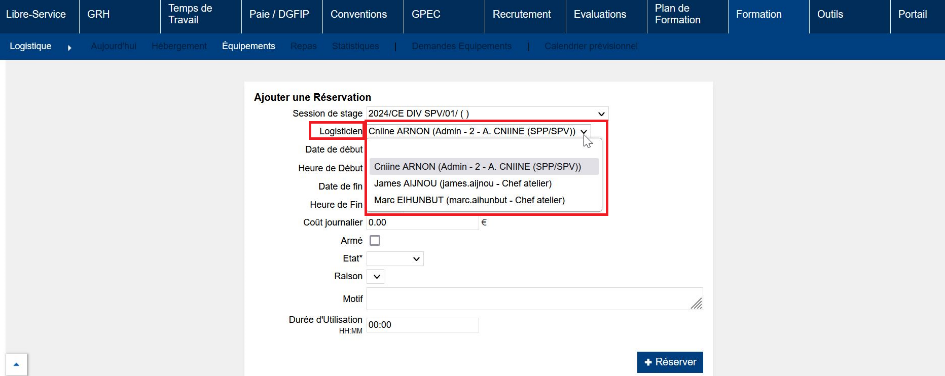 Libre-Service GRH Temps de Travail Paie / DGFIP Conventions GPEC Recrutement Evaluations Plan de Formation Formation Outils Portail
Logistique Aujourd'hui Hébergement Équipements Repas Statistiques | Demandes Équipements | Calendrier prévisionnel
Ajouter une Réservation
Session de stage 2024/CE DIV SPV/01/ ( )
Logisticien Cniine ARNON (Admin - 2 - A. CNIINE (SPP/SPV))
Date de début
Heure de Début Cniine ARNON (Admin - 2 - A. CNIINE (SPP/SPV))
Date de fin James AIJNOU (james.aijnou - Chef atelier)
Heure de Fin Marc EIHUNBUT (marc.aihunbut - Chef atelier)
Coût journalier 0.00 €
Armé
Etat*
Raison
Motif
Durée d'Utilisation
HH:MM 00:00
+ Réserver